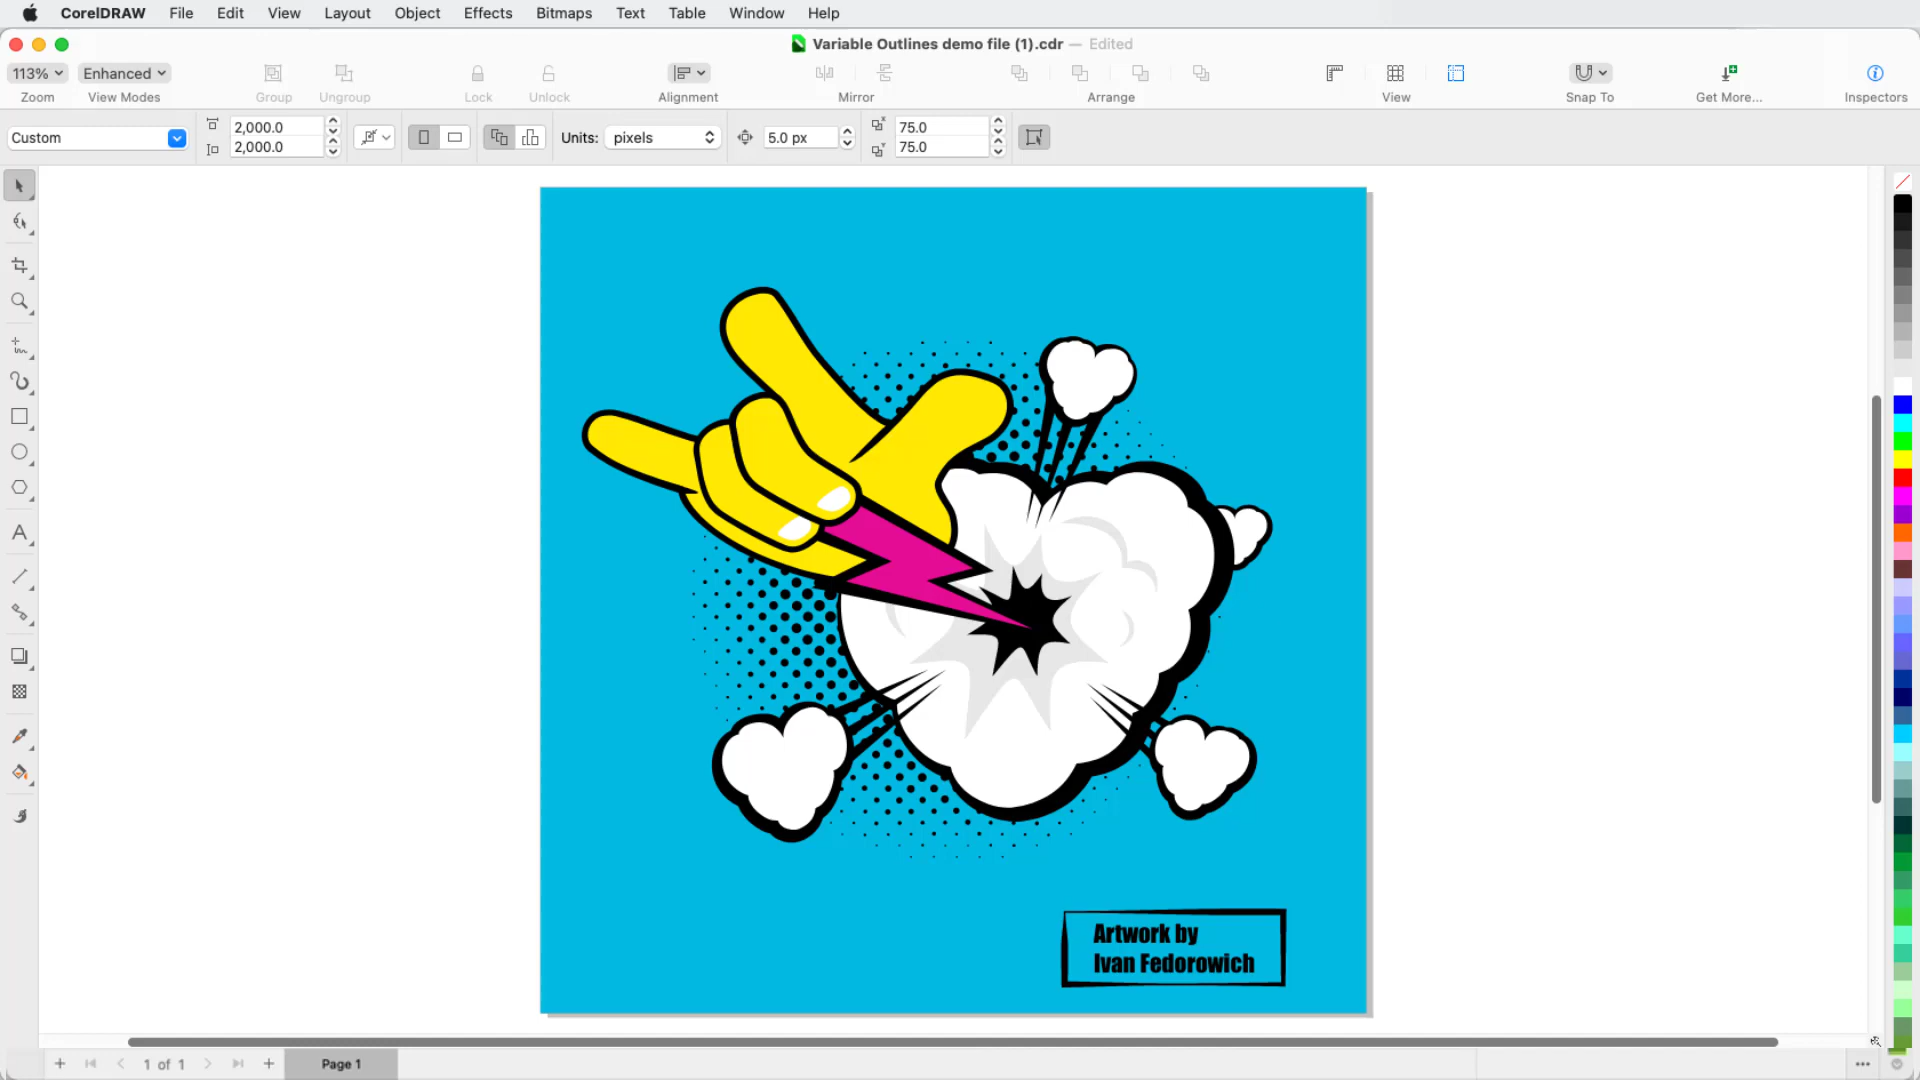 CorelDRAW File Edit View Layout Object Effects Bitmaps Text Table Window Help
Variable Outlines demo file (1).cdr — Edited
113% Enhanced
Zoom View Modes Group Ungroup Lock Unlock Alignment Mirror Arrange View Snap To Get More... Inspectors
Custom 2,000.0 Units: pixels 5.0 px 75.0
2,000.0 75.0
Artwork by
Ivan Fedorowich
1 of 1 Page 1